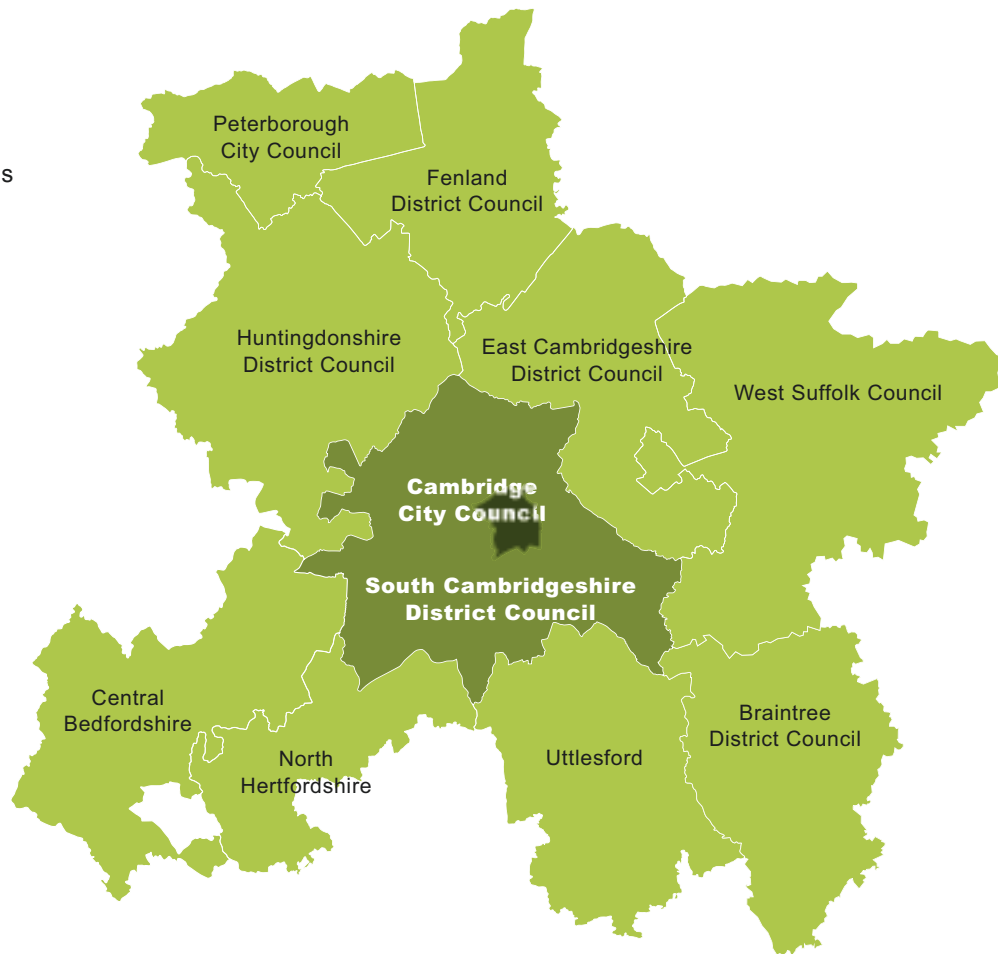 Peterborough
City Council
s
Fenland
District Council
Huntingdonshire
District Council
East Cambridgeshire
District Council
West Suffolk Council
Cambridge
City Council
South Cambridgeshire
District Council
Central
Bedfordshire
Braintree
District Council
North
Hertfordshire
Uttlesford